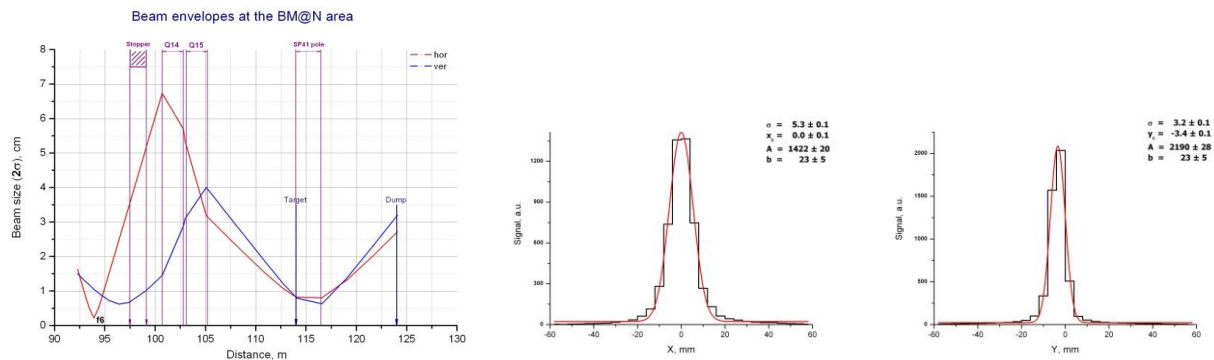 Beam envelopes at the BM@N area
Stopper Q14 Q15 SP41 pole
hor
ver
Beam size (2σ), cm
8
7
6
5
4
3
2
1
0
Target
Dump
f6
90 95 100 105 110 115 120 125 130
Distance, m
σ = 5.3 ± 0.1
x_c = 0.0 ± 0.1
A = 1422 ± 20
b = 23 ± 5
Signal, a.u.
1200
900
600
300
0
-60 -40 -20 0 20 40 60
X, mm
σ = 3.2 ± 0.1
y_c = -3.4 ± 0.1
A = 2190 ± 28
b = 23 ± 5
Signal, a.u.
2000
1500
1000
500
0
-60 -40 -20 0 20 40 60
Y, mm